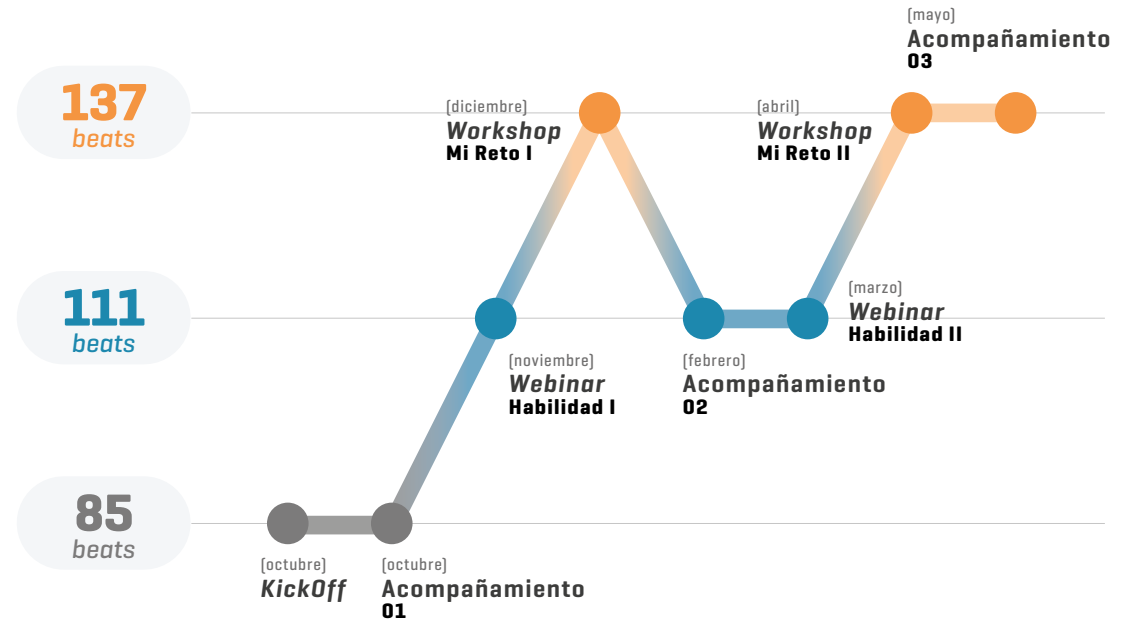 (mayo)
Acompañamiento
03
137
beats
(diciembre)
Workshop
Mi Reto I
(abril)
Workshop
Mi Reto II
111
beats
(marzo)
Webinar
Habilidad II
(noviembre)
Webinar
Habilidad I
(febrero)
Acompañamiento
02
85
beats
(octubre)
KickOff
(octubre)
Acompañamiento
01